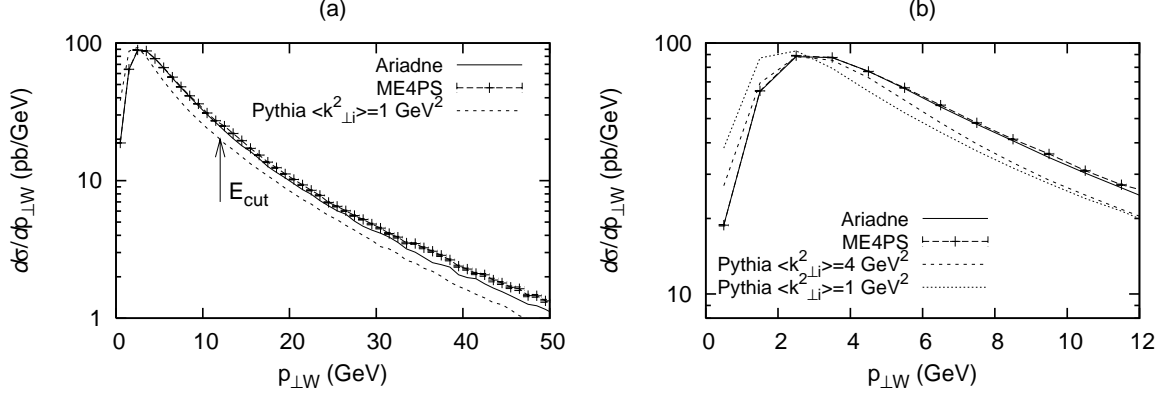 (a)
dσ/dp⊥W (pb/GeV)
100
10
1
0 10 20 30 40 50
p⊥W (GeV)
Ariadne
ME4PS
Pythia <k²⊥i>=1 GeV²
Ecut
(b)
dσ/dp⊥W (pb/GeV)
100
10
0 2 4 6 8 10 12
p⊥W (GeV)
Ariadne
ME4PS
Pythia <k²⊥i>=4 GeV²
Pythia <k²⊥i>=1 GeV²